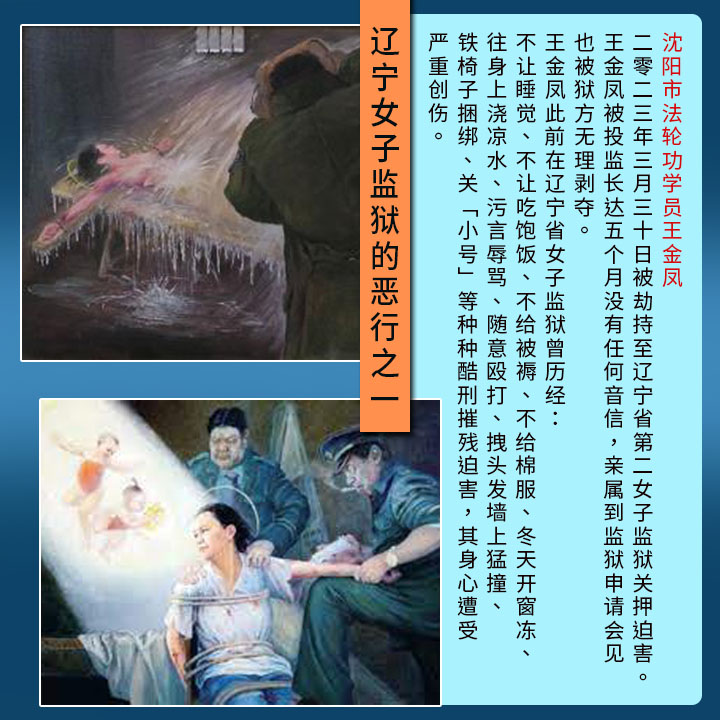 沈阳市法轮功学员王金凤
二零二三年三月三十日被劫持至辽宁省第二女子监狱关押迫害。
王金凤被投监长达五个月没有任何音信，亲属到监狱申请会见
也被狱方无理剥夺。
王金凤此前在辽宁省女子监狱曾历经：
不让睡觉、不让吃饱饭、不给被褥、不给棉服、冬天开窗冻、
往身上浇凉水、污言辱骂、随意殴打、拽头发墙上猛撞、
铁椅子捆绑、关「小号」等种种酷刑摧残迫害，其身心遭受
严重创伤。
辽宁女子监狱的恶行之一